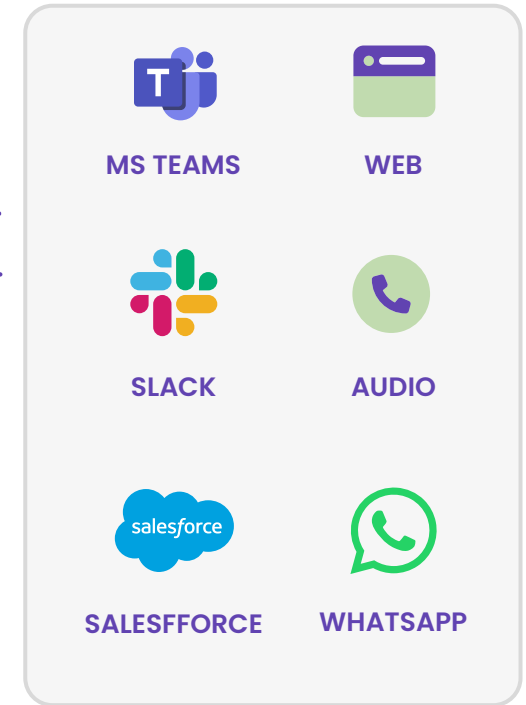 T
MS TEAMS
WEB
SLACK
AUDIO
salesforce
SALESFFORCE
WHATSAPP